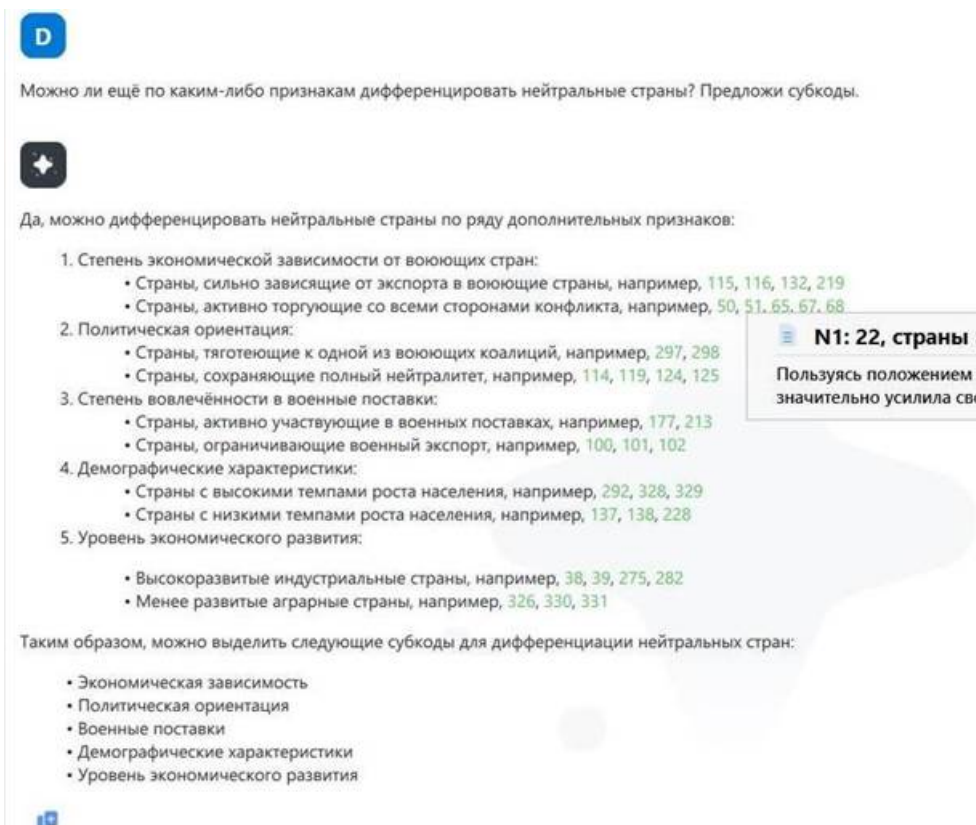 D
Можно ли ещё по каким-либо признакам дифференцировать нейтральные страны? Предложи субкоды.
Да, можно дифференцировать нейтральные страны по ряду дополнительных признаков:
1. Степень экономической зависимости от воюющих стран:
• Страны, сильно зависящие от экспорта в воюющие страны, например, 115, 116, 132, 219
• Страны, активно торгующие со всеми сторонами конфликта, например, 50, 51, 65, 67, 68
2. Политическая ориентация:
• Страны, тяготеющие к одной из воюющих коалиций, например, 297, 298
• Страны, сохраняющие полный нейтралитет, например, 114, 119, 124, 125
N1: 22, страны
Пользуясь положением
значительно усилила
3. Степень вовлечённости в военные поставки:
• Страны, активно участвующие в военных поставках, например, 177, 213
• Страны, ограничивающие военный экспорт, например, 100, 101, 102
4. Демографические характеристики:
• Страны с высокими темпами роста населения, например, 292, 328, 329
• Страны с низкими темпами роста населения, например, 137, 138, 228
5. Уровень экономического развития:
• Высокоразвитые индустриальные страны, например, 38, 39, 275, 282
• Менее развитые аграрные страны, например, 326, 330, 331
Таким образом, можно выделить следующие субкоды для дифференциации нейтральных стран:
• Экономическая зависимость
• Политическая ориентация
• Военные поставки
• Демографические характеристики
• Уровень экономического развития